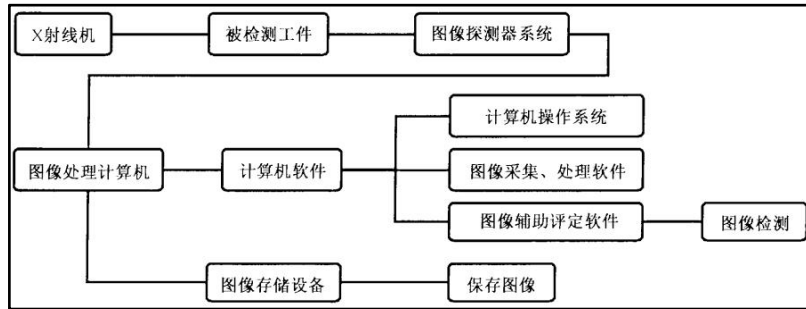 X射线机
被检测工件
图像探测器系统
计算机操作系统
图像处理计算机
计算机软件
图像采集、处理软件
图像辅助评定软件
图像检测
图像存储设备
保存图像